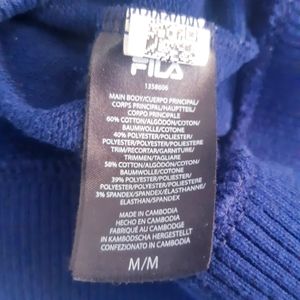 FILA
1358606
MAIN BODY/CUERPO PRINCIPAL/
CORPS PRINCIPAL/HAUPTTEIL/
CORPO PRINCIPALE
60% COTTON/ALGODÓN/COTON/
BAUMWOLLE/COTONE
40% POLYESTER/POLIÉSTER/
POLYESTER/POLYESTER/POLIESTERE
TRIM/RECORTAR/GARNITURE/
TRIMMEN/TAGLIARE
58% COTTON/ALGODÓN/COTON/
BAUMWOLLE/COTONE
39% POLYESTER/POLIÉSTER/
POLYESTER/POLYESTER/POLIESTERE
3% SPANDEX/SPANDEX/ÉLASTHANNE/
ELASTHAN/SPANDEX
MADE IN CAMBODIA
HECHO EN CAMBOYA
FABRIQUÉ AU CAMBODGE
IN KAMBODSCHA HERGESTELLT
CONFEZIONATO IN CAMBODIA
M/M